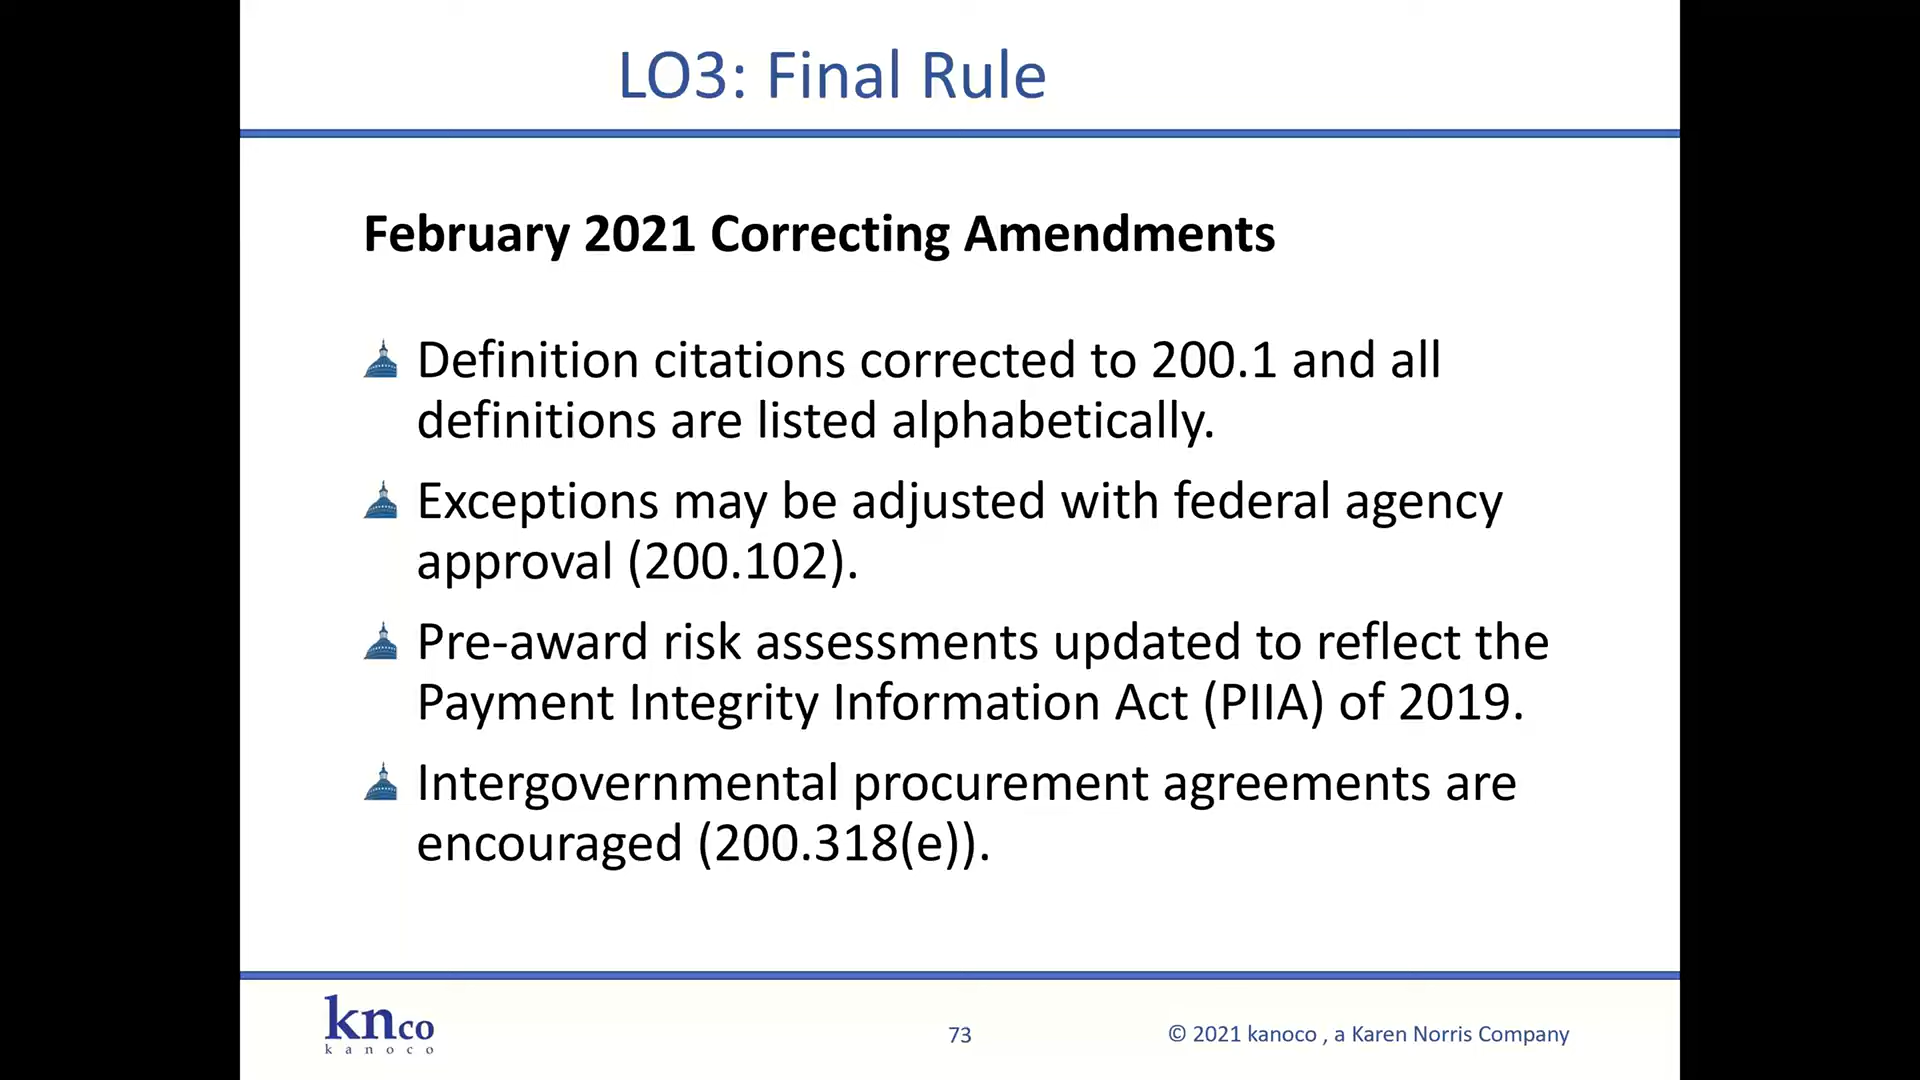 LO3: Final Rule
February 2021 Correcting Amendments
Definition citations corrected to 200.1 and all
definitions are listed alphabetically.
Exceptions may be adjusted with federal agency
approval (200.102).
Pre-award risk assessments updated to reflect the
Payment Integrity Information Act (PIIA) of 2019.
Intergovernmental procurement agreements are
encouraged (200.318(e)).
knco
kanoco
73
© 2021 kanoco , a Karen Norris Company